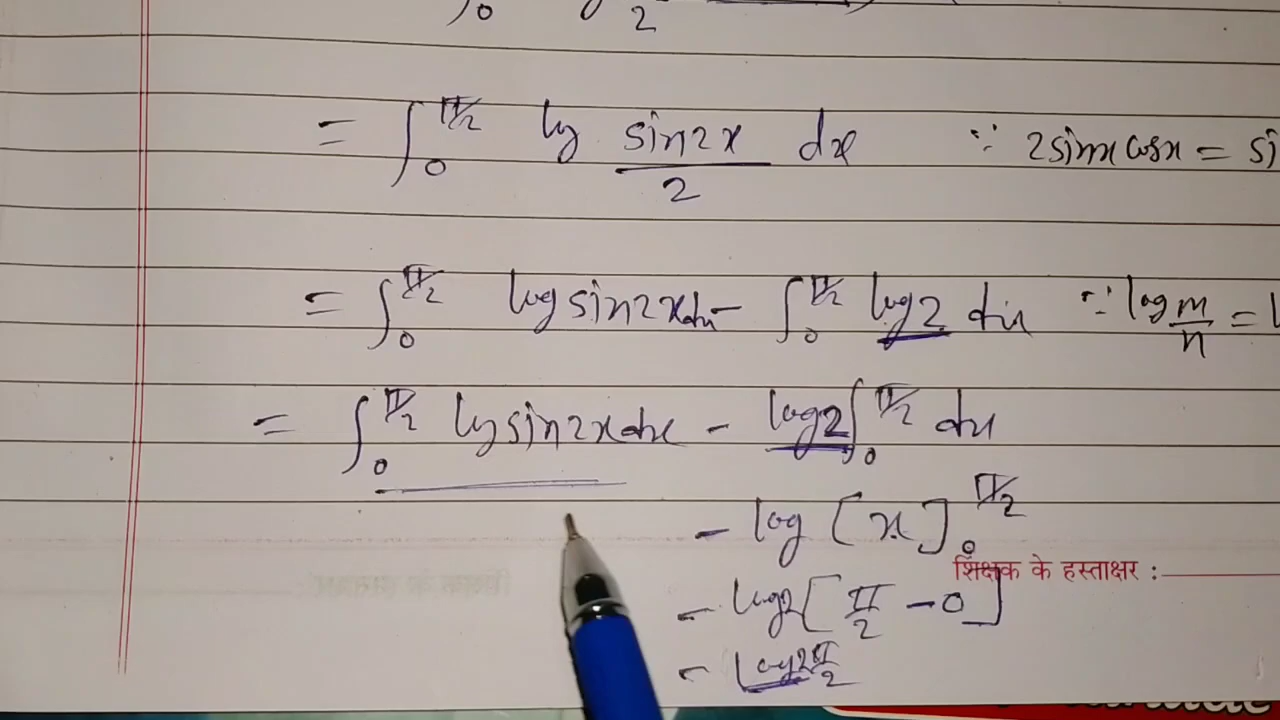 ∫₀ 2
= ∫₀^{π/2} log sin2x/2 dx ∵ 2sinx cosx = si
= ∫₀^{π/2} log sin2x dx - ∫₀^{π/2} log2 dx ∵ log m/n = l
= ∫₀^{π/2} log sin2x dx - log2 ∫₀^{π/2} dx
- log [x]₀^{π/2}
शिक्षक के हस्ताक्षर :
- log2 [π/2 - 0]
- log2 π/2